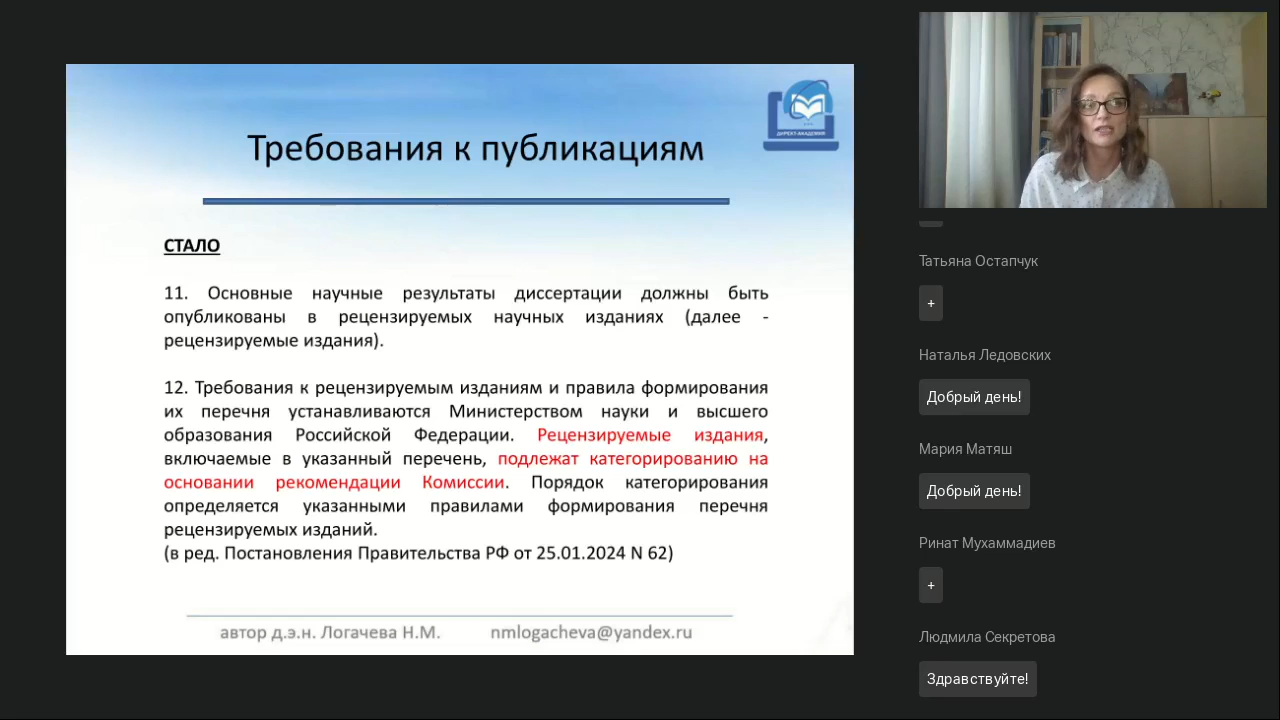 ДИРЕКТ-АКАДЕМИЯ
Требования к публикациям
СТАЛО
11. Основные научные результаты диссертации должны быть
опубликованы в рецензируемых научных изданиях (далее -
рецензируемые издания).
12. Требования к рецензируемым изданиям и правила формирования
их перечня устанавливаются Министерством науки и высшего
образования Российской Федерации. Рецензируемые издания,
включаемые в указанный перечень, подлежат категорированию на
основании рекомендации Комиссии. Порядок категорирования
определяется указанными правилами формирования перечня
рецензируемых изданий.
(в ред. Постановления Правительства РФ от 25.01.2024 N 62)
автор д.э.н. Логачева Н.М. nmlogacheva@yandex.ru
Татьяна Остапчук
+
Наталья Ледовских
Добрый день!
Мария Матяш
Добрый день!
Ринат Мухаммадиев
+
Людмила Секретова
Здравствуйте!